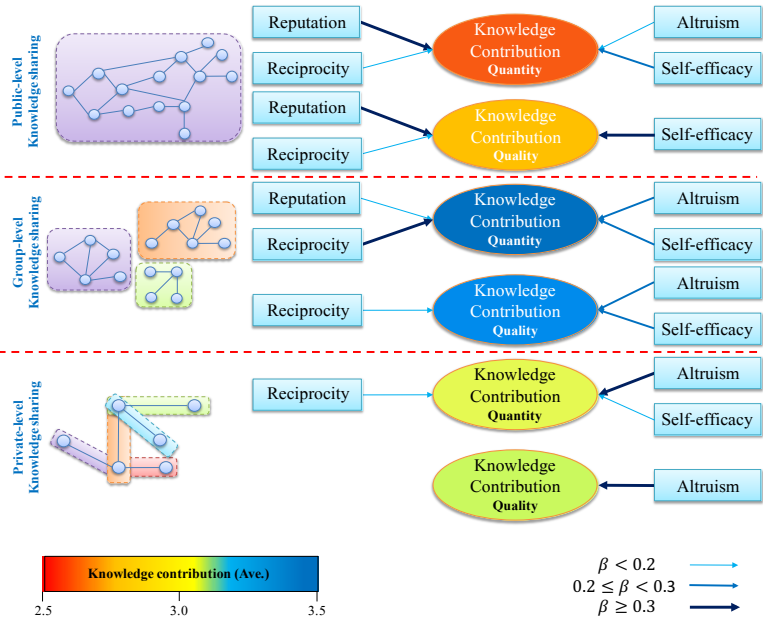 Public-level
Knowledge sharing
Reputation
Reciprocity
Knowledge
Contribution
Quantity
Altruism
Self-efficacy
Reputation
Reciprocity
Knowledge
Contribution
Quality
Self-efficacy
Group-level
Knowledge sharing
Reputation
Reciprocity
Knowledge
Contribution
Quantity
Altruism
Self-efficacy
Reciprocity
Knowledge
Contribution
Quality
Altruism
Self-efficacy
Private-level
Knowledge sharing
Reciprocity
Knowledge
Contribution
Quantity
Altruism
Self-efficacy
Knowledge
Contribution
Quality
Altruism
Knowledge contribution (Ave.)
2.5 3.0 3.5
β < 0.2
0.2 ≤ β < 0.3
β ≥ 0.3